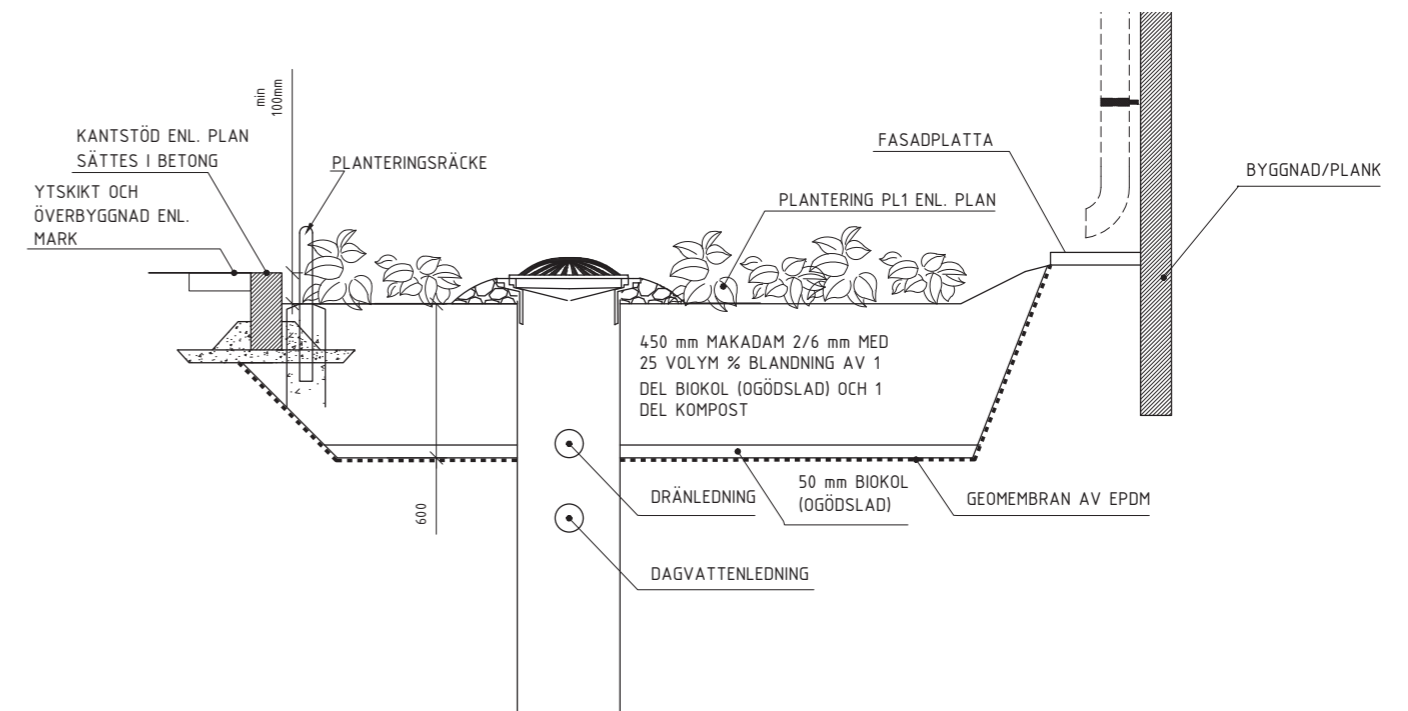 min
100mm
KANTSTÖD ENL. PLAN
SÄTTES I BETONG
YTSKIKT OCH
ÖVERBYGGNAD ENL.
MARK
PLANTERINGSRÄCKE
FASADPLATTA
PLANTERING PL1 ENL. PLAN
BYGGNAD/PLANK
450 mm MAKADAM 2/6 mm MED
25 VOLYM % BLANDNING AV 1
DEL BIOKOL (OGÖDSLAD) OCH 1
DEL KOMPOST
600
DRÄNLEDNING
50 mm BIOKOL
(OGÖDSLAD)
GEOMEMBRAN AV EPDM
DAGVATTENLEDNING